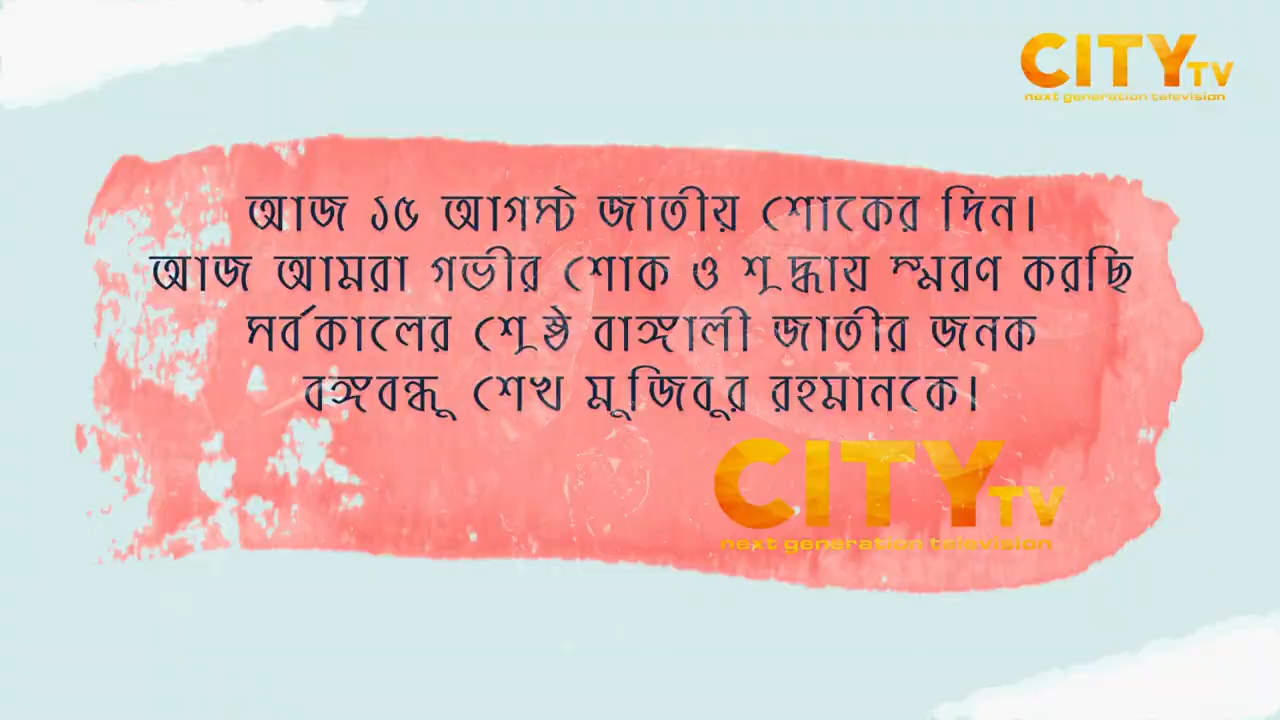 CITY TV
next generation television
আজ ১৫ আগস্ট জাতীয় শোকের দিন।
আজ আমরা গভীর শোক ও শ্রদ্ধায় স্মরণ করছি
সর্বকালের শ্রেষ্ঠ বাঙ্গালী জাতীর জনক
বঙ্গবন্ধু শেখ মুজিবুর রহমানকে।
CITY TV
next generation television